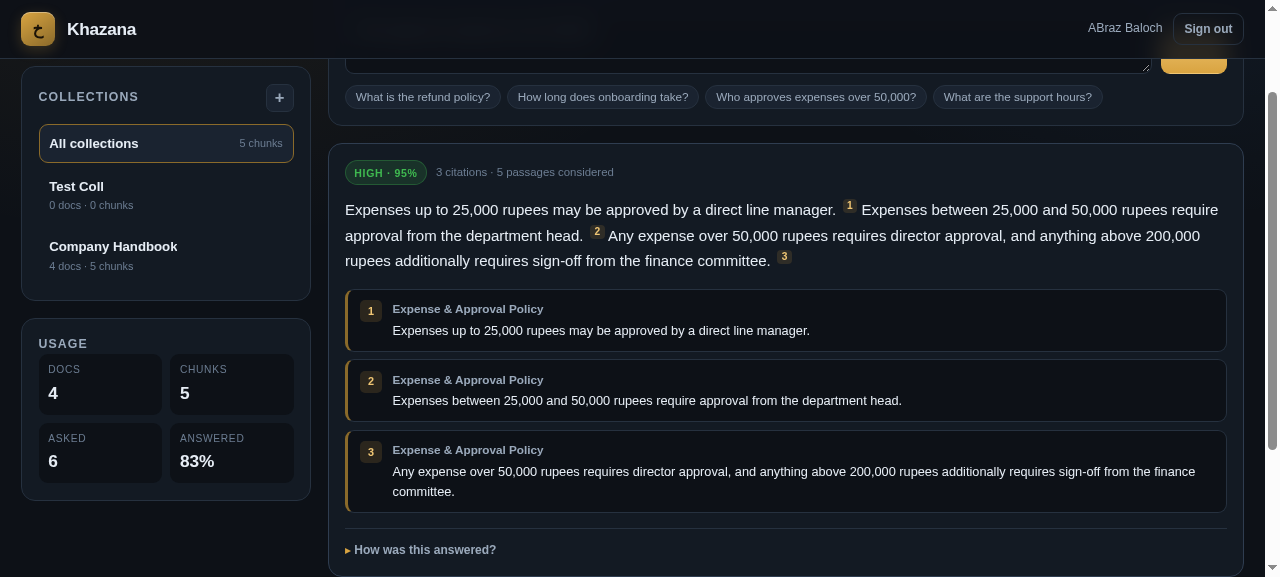 خ Khazana
ABraz Baloch
Sign out
COLLECTIONS
+
All collections
5 chunks
Test Coll
0 docs · 0 chunks
Company Handbook
4 docs · 5 chunks
USAGE
DOCS
4
CHUNKS
5
ASKED
6
ANSWERED
83%
What is the refund policy?
How long does onboarding take?
Who approves expenses over 50,000?
What are the support hours?
HIGH · 95%
3 citations · 5 passages considered
Expenses up to 25,000 rupees may be approved by a direct line manager. 1 Expenses between 25,000 and 50,000 rupees require
approval from the department head. 2 Any expense over 50,000 rupees requires director approval, and anything above 200,000
rupees additionally requires sign-off from the finance committee. 3
1
Expense & Approval Policy
Expenses up to 25,000 rupees may be approved by a direct line manager.
2
Expense & Approval Policy
Expenses between 25,000 and 50,000 rupees require approval from the department head.
3
Expense & Approval Policy
Any expense over 50,000 rupees requires director approval, and anything above 200,000 rupees additionally requires sign-off from the finance
committee.
▸ How was this answered?